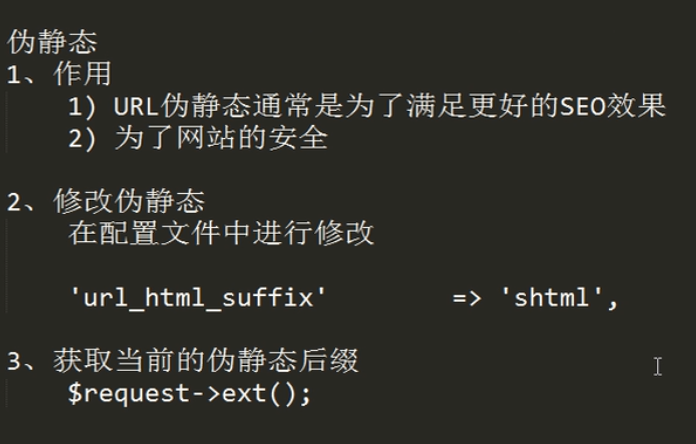 伪静态
1、作用
1) URL伪静态通常是为了满足更好的SEO效果
2) 为了网站的安全
2、修改伪静态
在配置文件中进行修改
'url_html_suffix' => 'shtml',
3、获取当前的伪静态后缀
$request->ext();